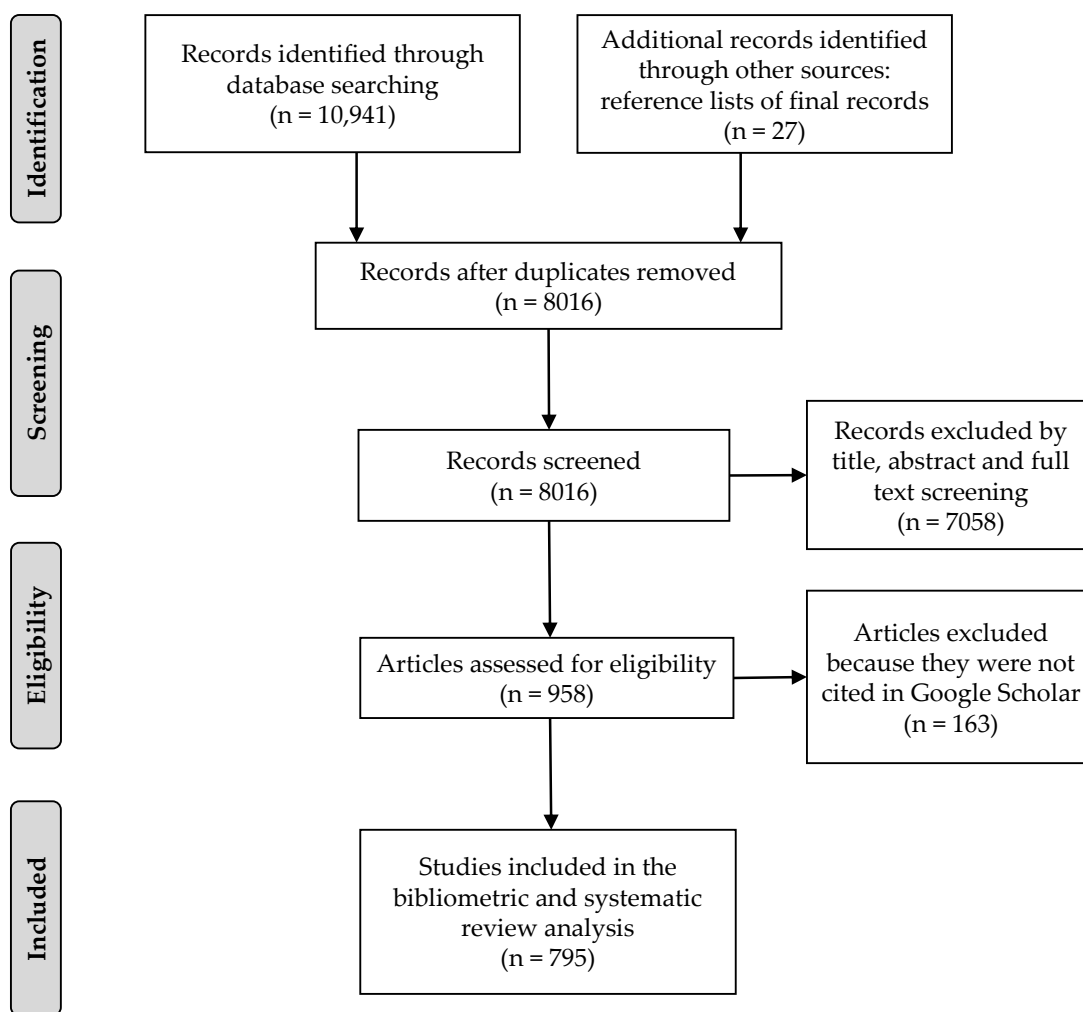 Identification
Records identified through
database searching
(n = 10,941)
Additional records identified
through other sources:
reference lists of final records
(n = 27)
Records after duplicates removed
(n = 8016)
Screening
Records screened
(n = 8016)
Records excluded by
title, abstract and full
text screening
(n = 7058)
Eligibility
Articles assessed for eligibility
(n = 958)
Articles excluded
because they were not
cited in Google Scholar
(n = 163)
Included
Studies included in the
bibliometric and systematic
review analysis
(n = 795)